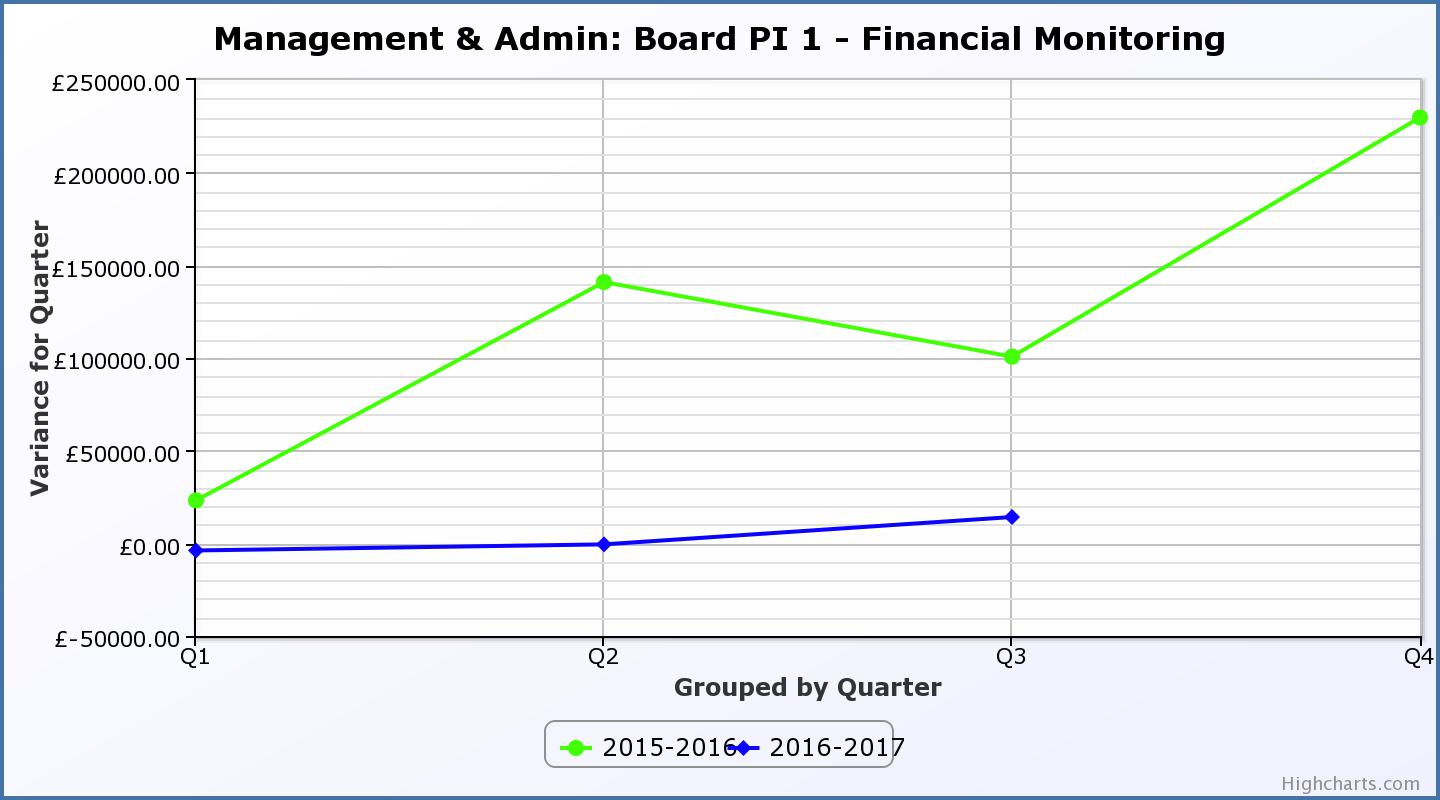 Management & Admin: Board PI 1 - Financial Monitoring
£250000.00
£200000.00
£150000.00
£100000.00
£50000.00
£0.00
£-50000.00
Variance for Quarter
Q1 Q2 Q3 Q4
Grouped by Quarter
2015-2016 2016-2017
Highcharts.com